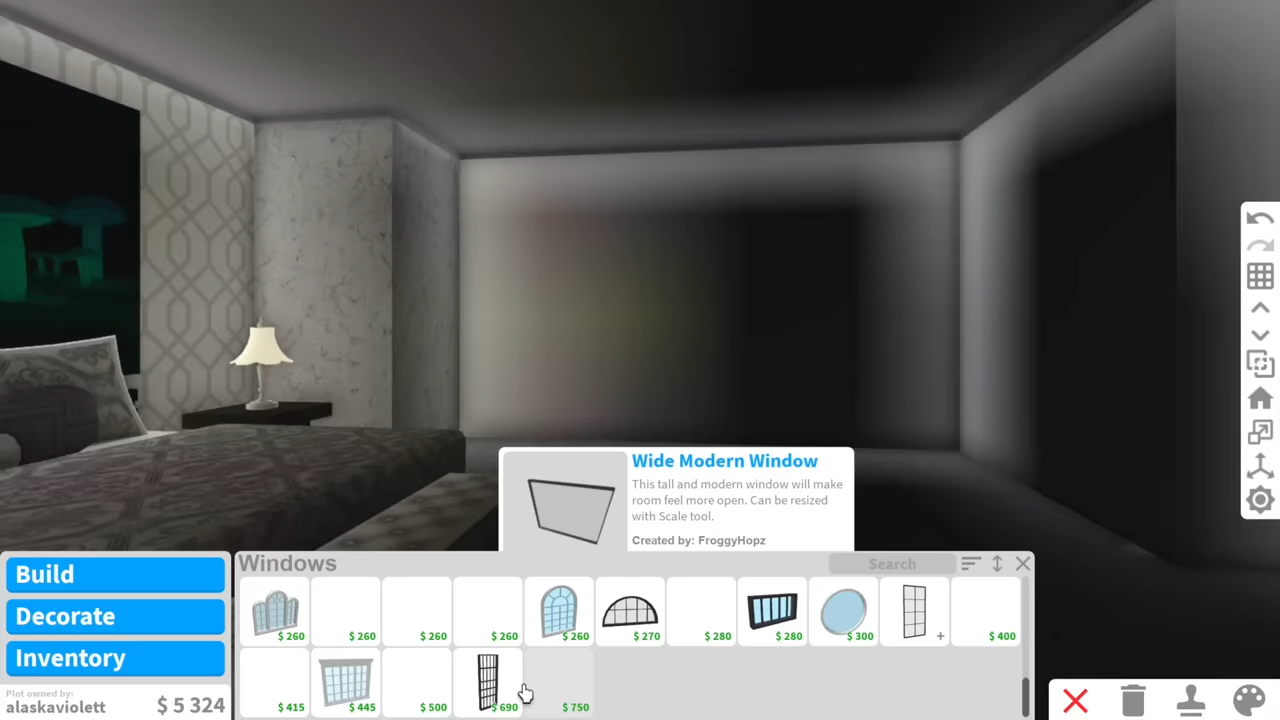 Wide Modern Window
This tall and modern window will make
room feel more open. Can be resized
with Scale tool.
Created by: FroggyHopz
Build
Decorate
Inventory
Plot owned by:
alaskaviolett
$ 5 324
Windows
Search
$ 260
$ 260
$ 260
$ 260
$ 260
$ 270
$ 280
$ 280
$ 300
+
$ 400
$ 415
$ 445
$ 500
$ 690
$ 750